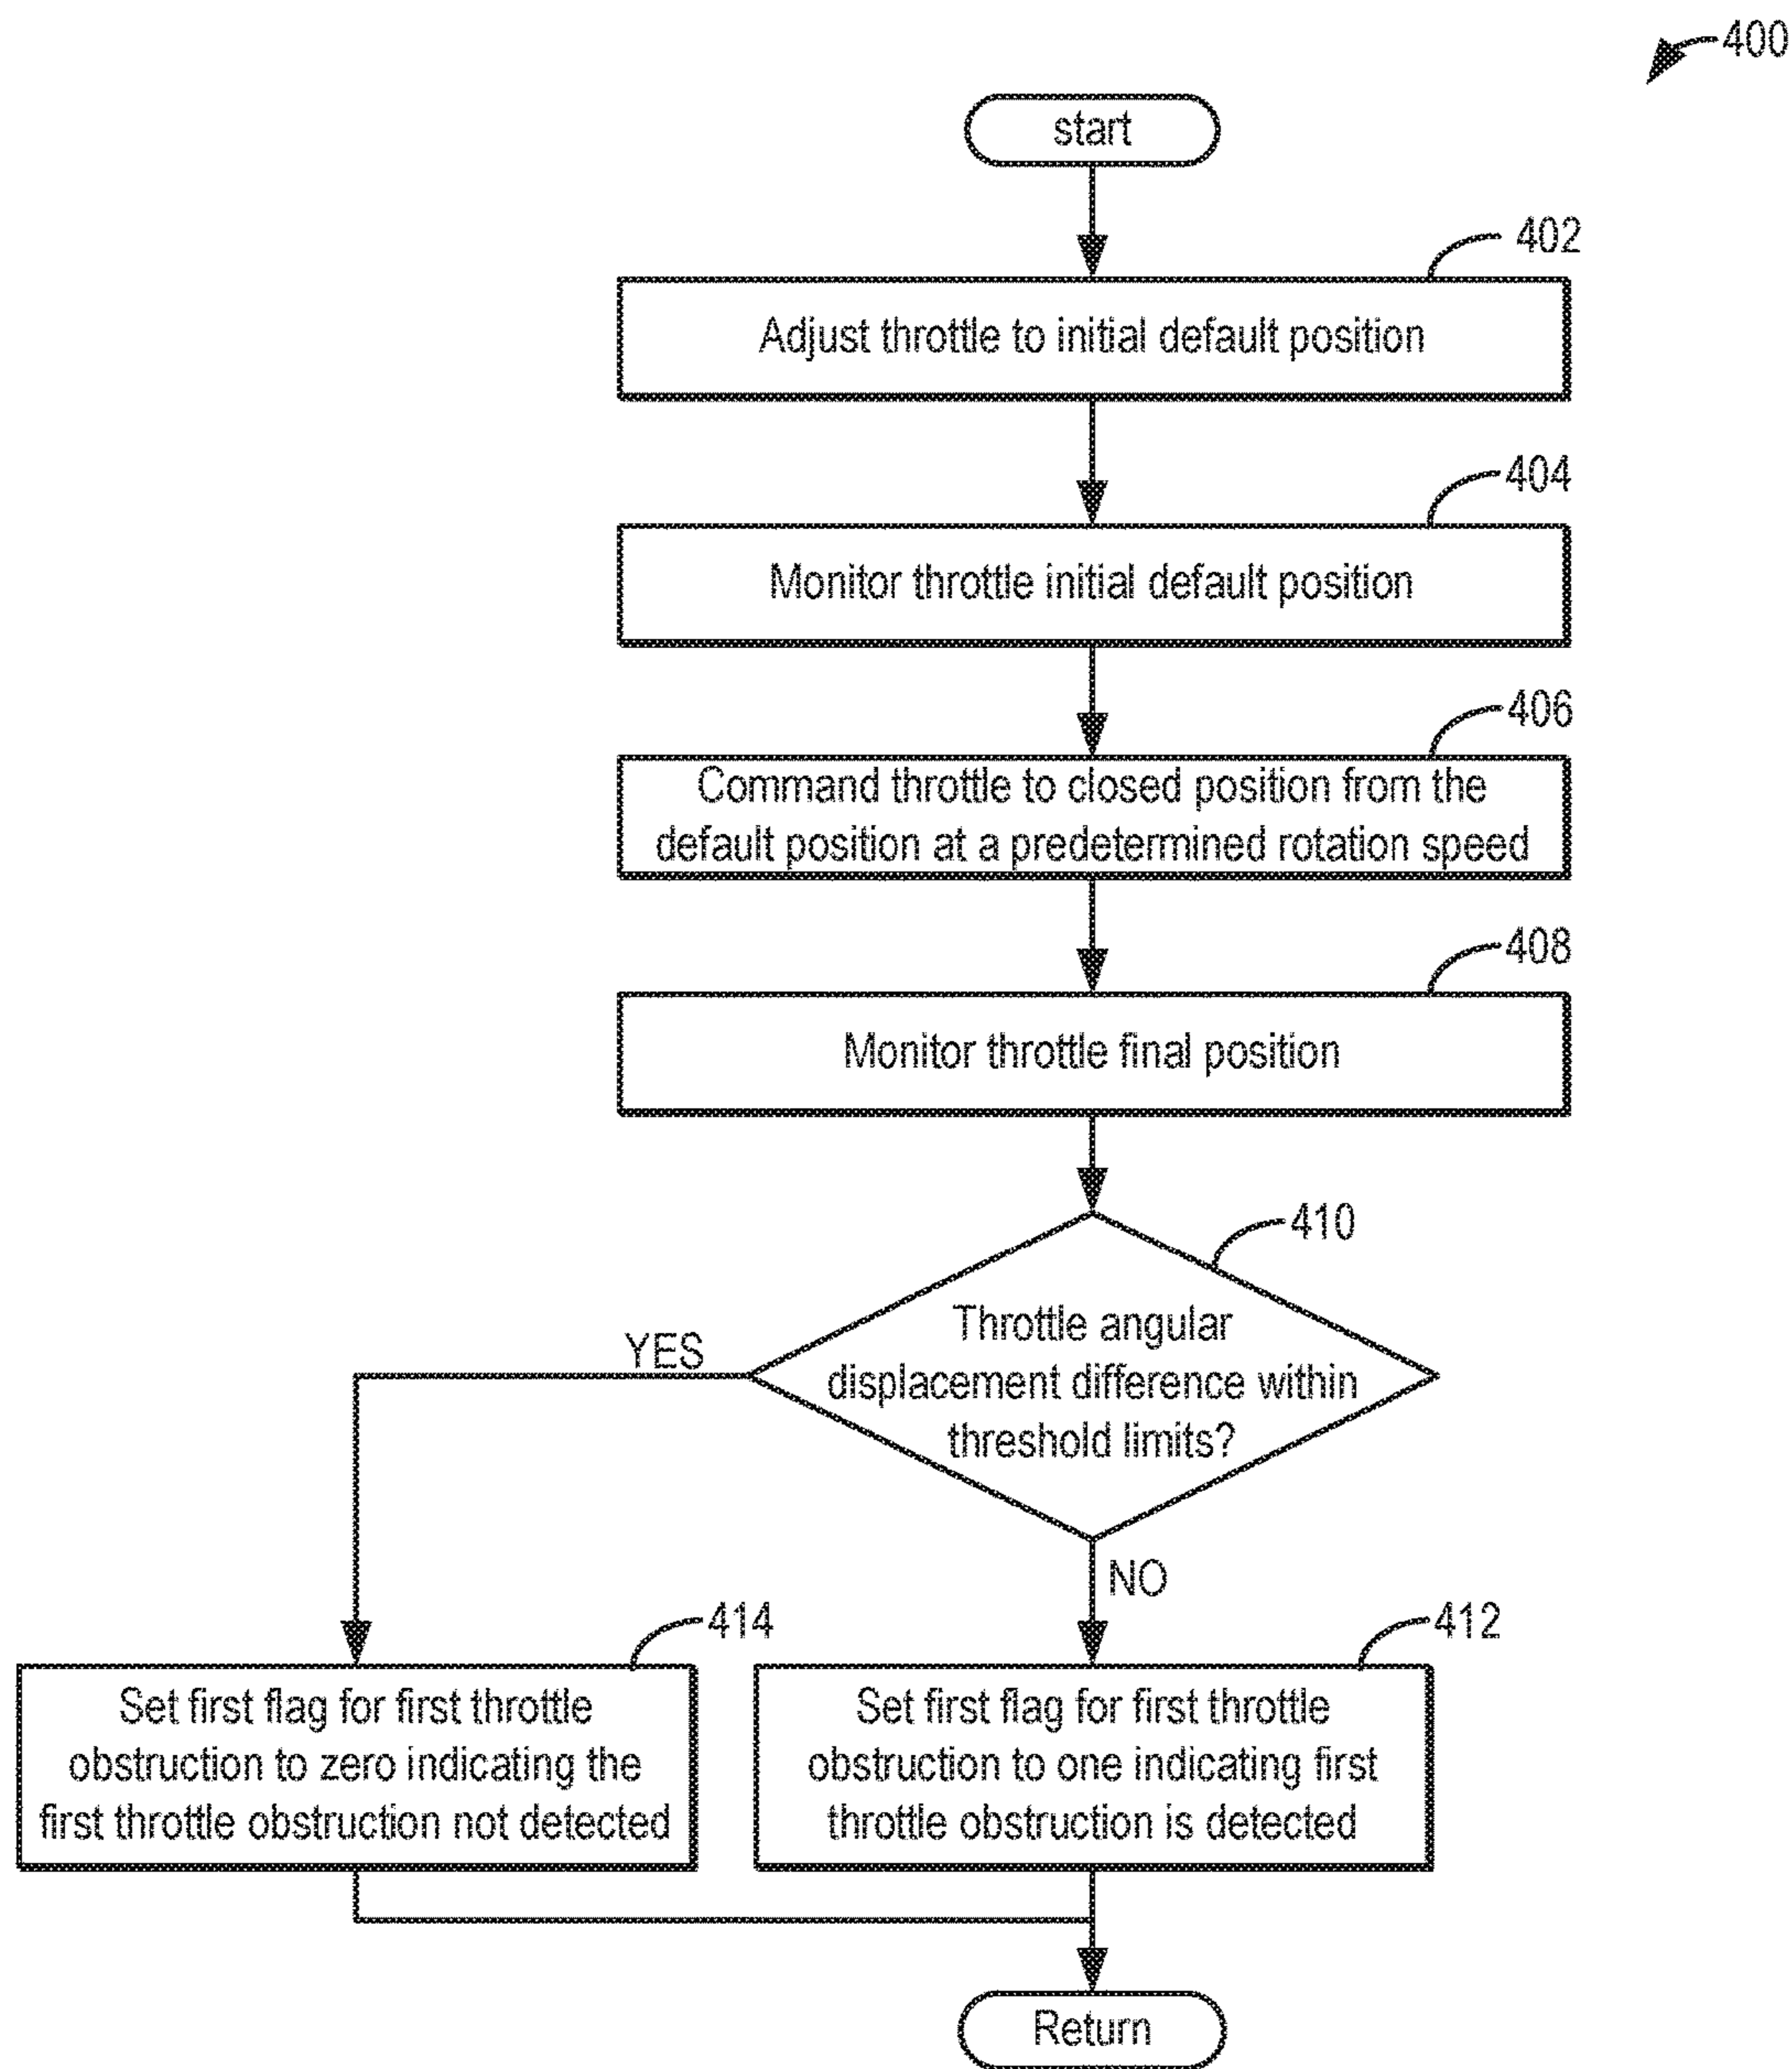 400
start
402
Adjust throttle to initial default position
404
Monitor throttle initial default position
406
Command throttle to closed position from the
default position at a predetermined rotation speed
408
Monitor throttle final position
410
Throttle angular
displacement difference within
threshold limits?
YES
NO
414
Set first flag for first throttle
obstruction to zero indicating the
first throttle obstruction not detected
412
Set first flag for first throttle
obstruction to one indicating first
throttle obstruction is detected
Return